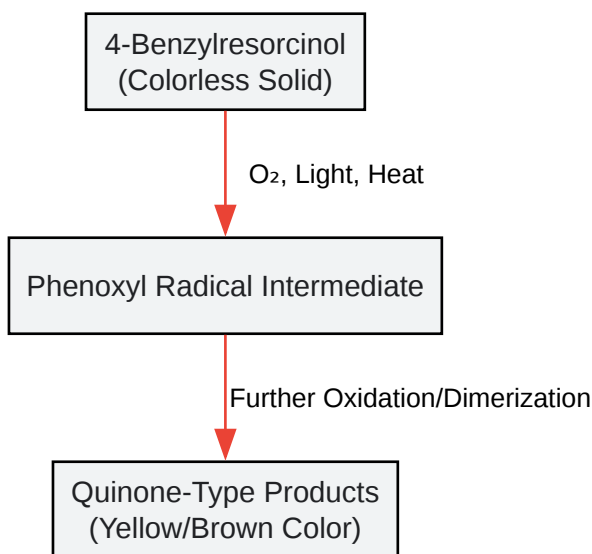 4-Benzylresorcinol
(Colorless Solid)
O₂, Light, Heat
Phenoxyl Radical Intermediate
Further Oxidation/Dimerization
Quinone-Type Products
(Yellow/Brown Color)